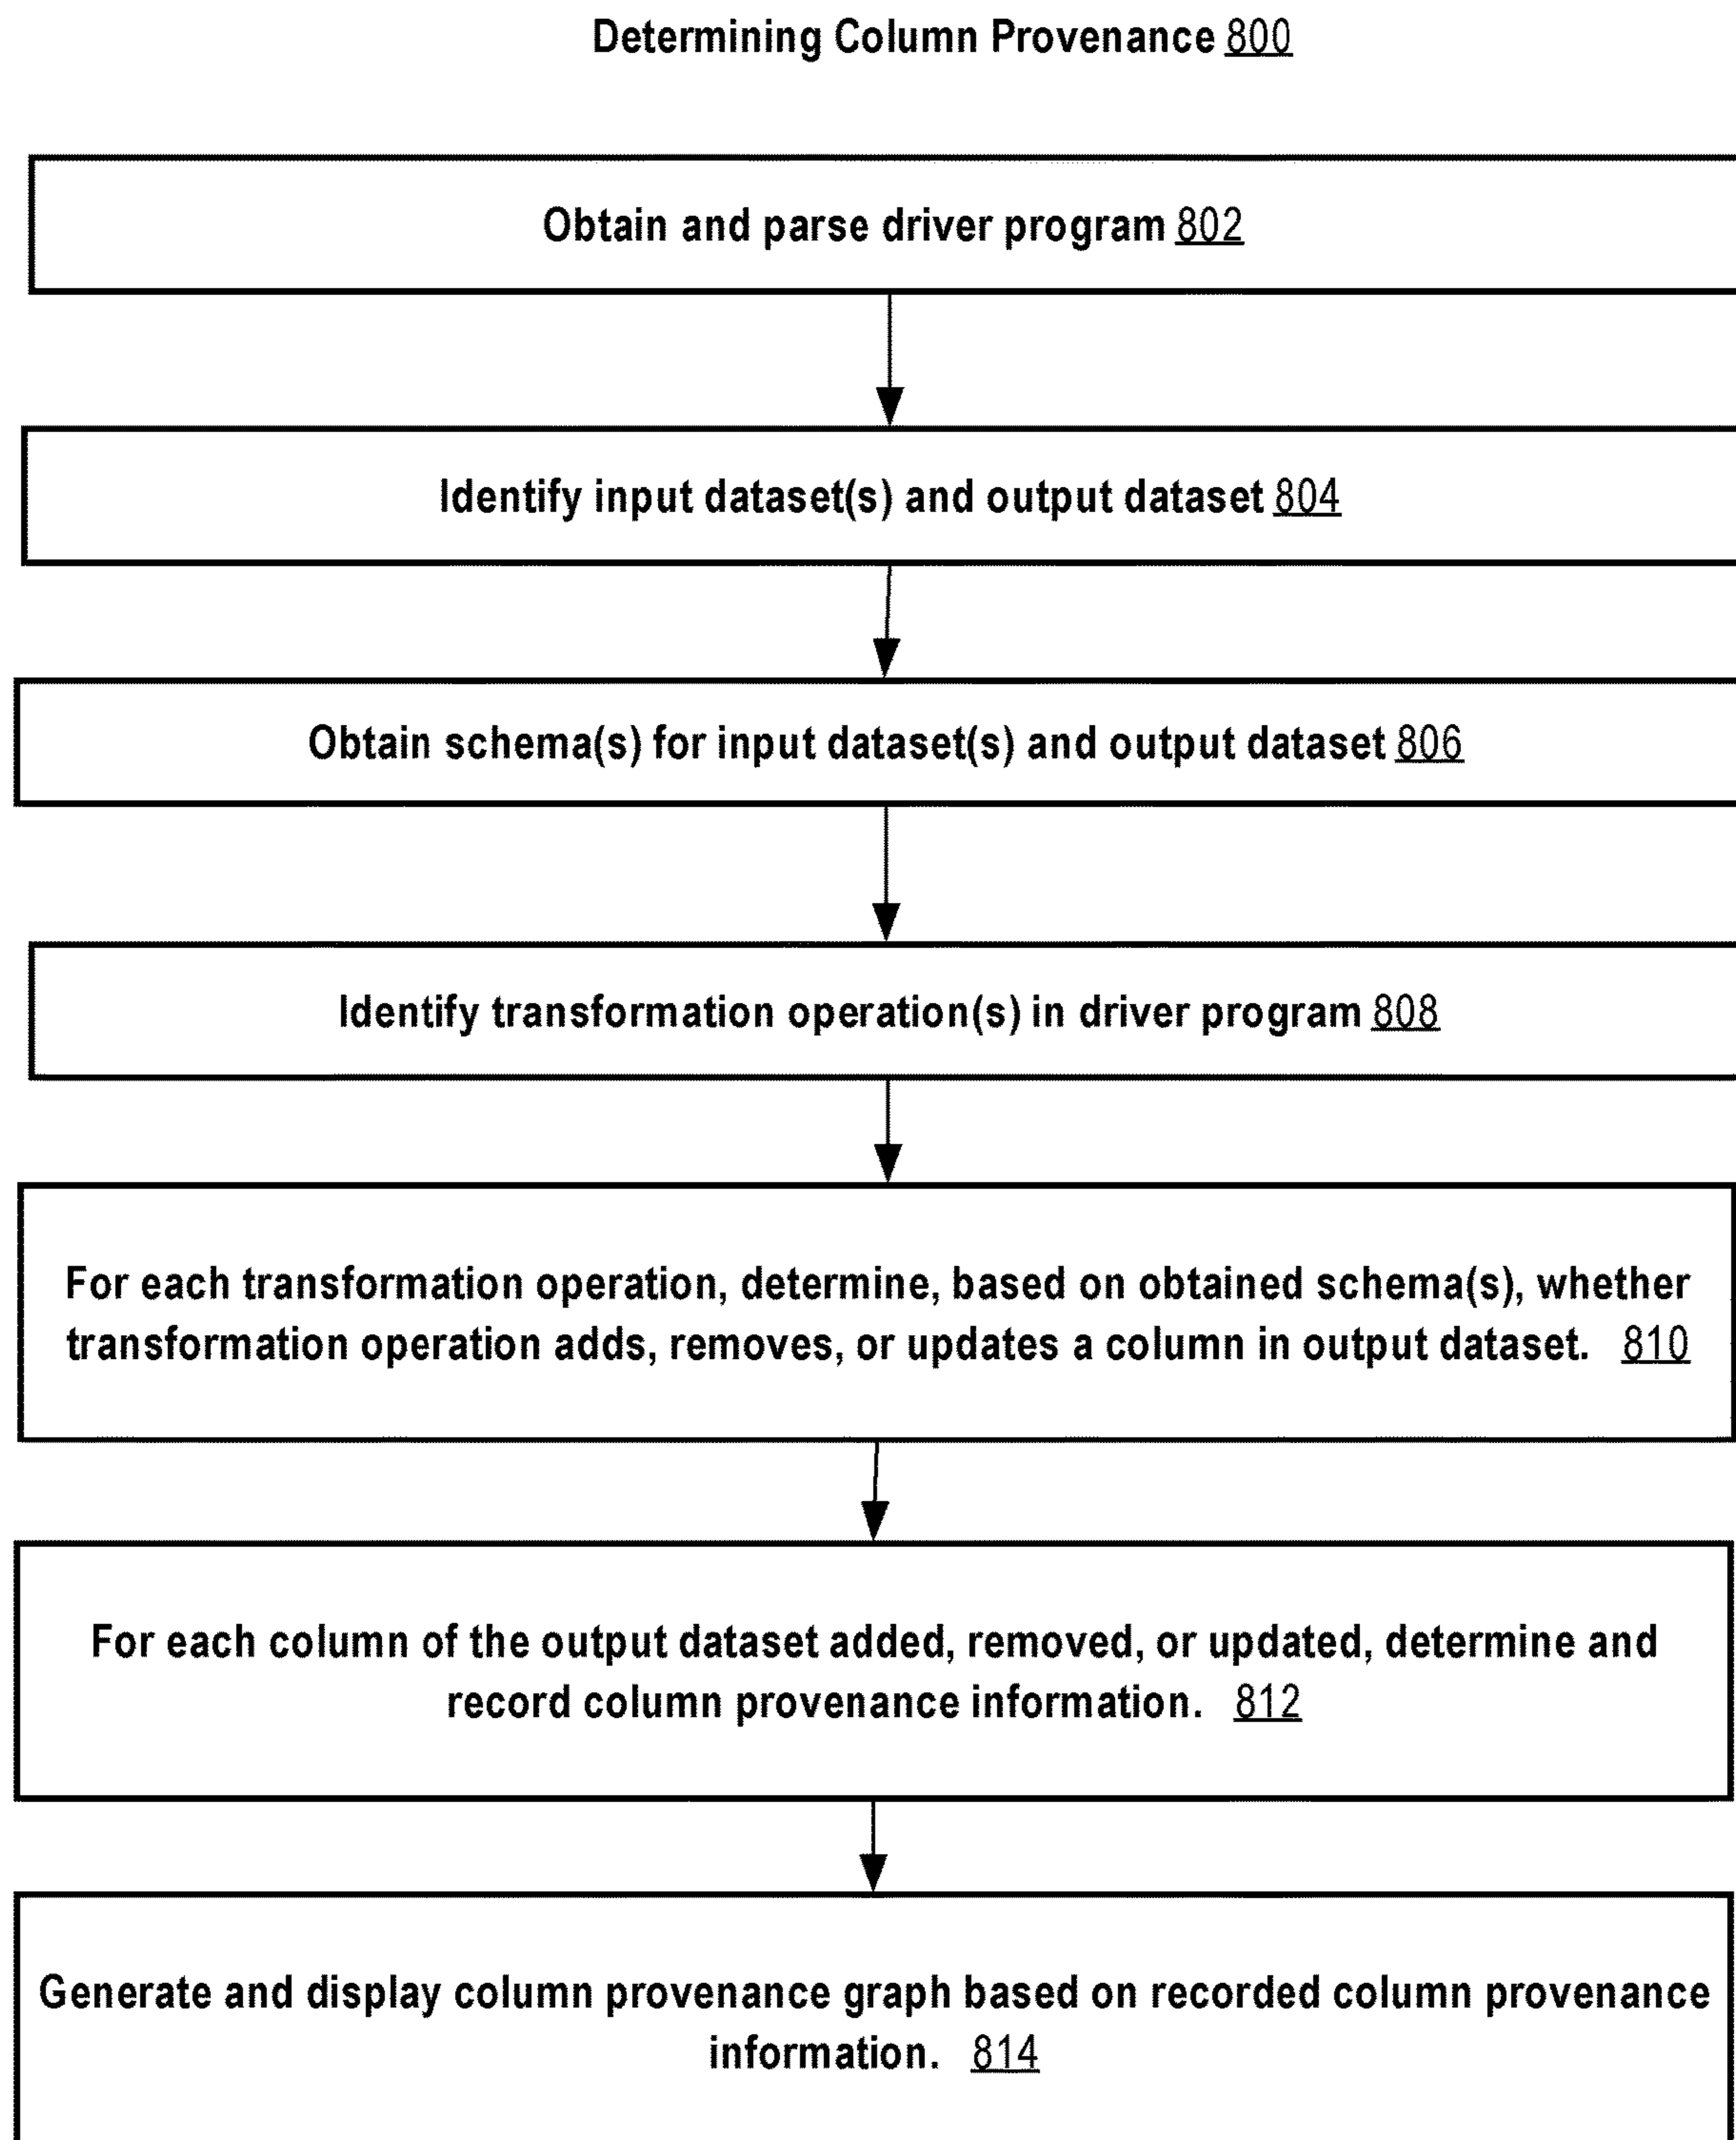 Determining Column Provenance 800
Obtain and parse driver program 802
Identify input dataset(s) and output dataset 804
Obtain schema(s) for input dataset(s) and output dataset 806
Identify transformation operation(s) in driver program 808
For each transformation operation, determine, based on obtained schema(s), whether
transformation operation adds, removes, or updates a column in output dataset. 810
For each column of the output dataset added, removed, or updated, determine and
record column provenance information. 812
Generate and display column provenance graph based on recorded column provenance
information. 814